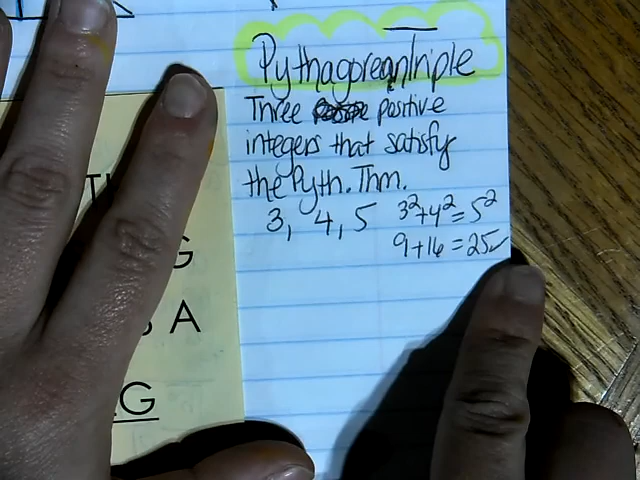 Pythagorean Triple
Three positive
integers that satisfy
the Pyth. Thm.
3, 4, 5
3²+4²=5²
9+16=25✓
G
A
G